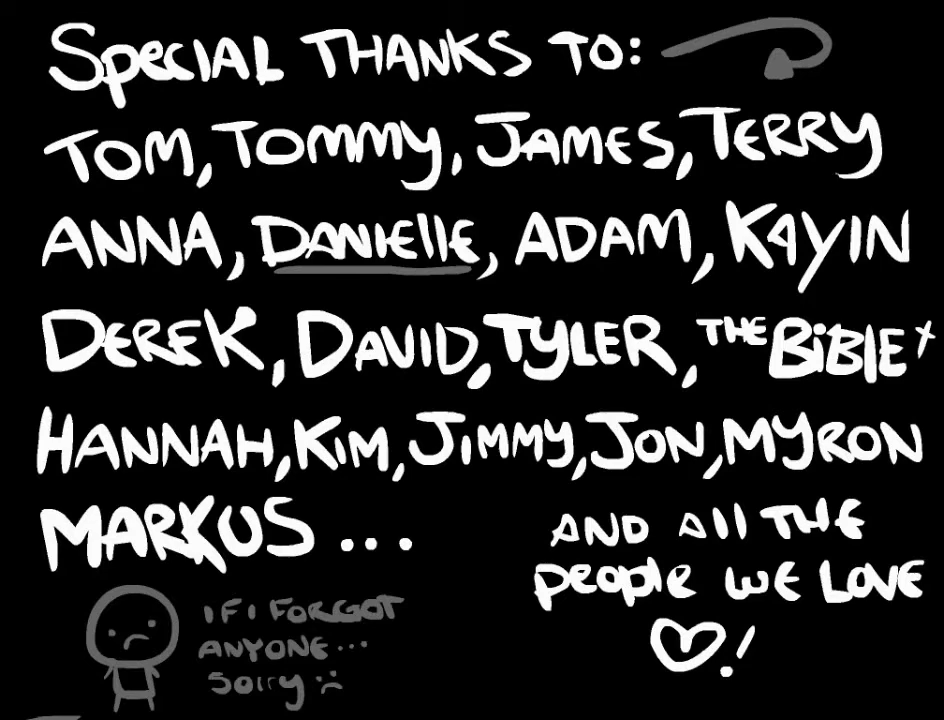 SPECIAL THANKS TO:
TOM, TOMMY, JAMES, TERRY
ANNA, DANIELLE, ADAM, KAYIN
DEREK, DAVID, TYLER, THE BIBLE+
HANNAH, KIM, JIMMY, JON, MYRON
MARKUS ...
AND ALL THE
PEOPLE WE LOVE
♡!
IF I FORGOT
ANYONE...
SORRY :(